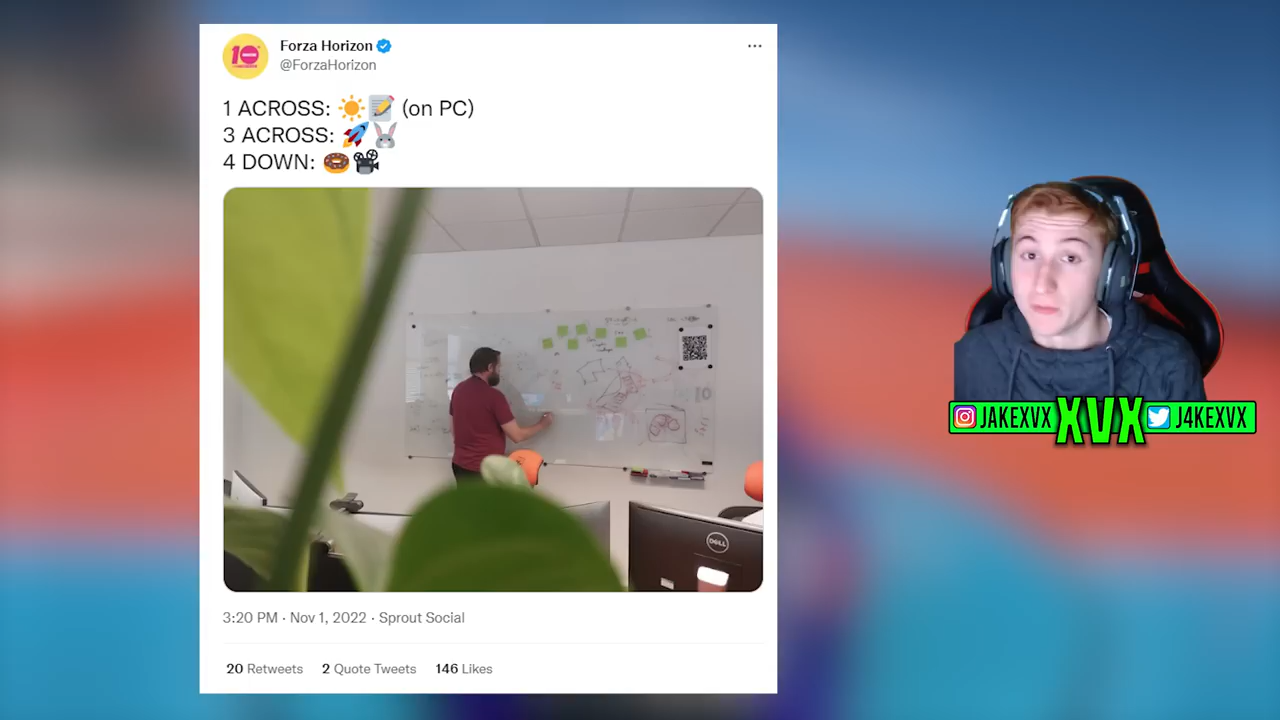 Forza Horizon
@ForzaHorizon
1 ACROSS: ☀️📝 (on PC)
3 ACROSS: 🚀🐰
4 DOWN: 🍩🎥
10
DELL
3:20 PM · Nov 1, 2022 · Sprout Social
20 Retweets 2 Quote Tweets 146 Likes
JAKEXVX XVX J4KEXVX